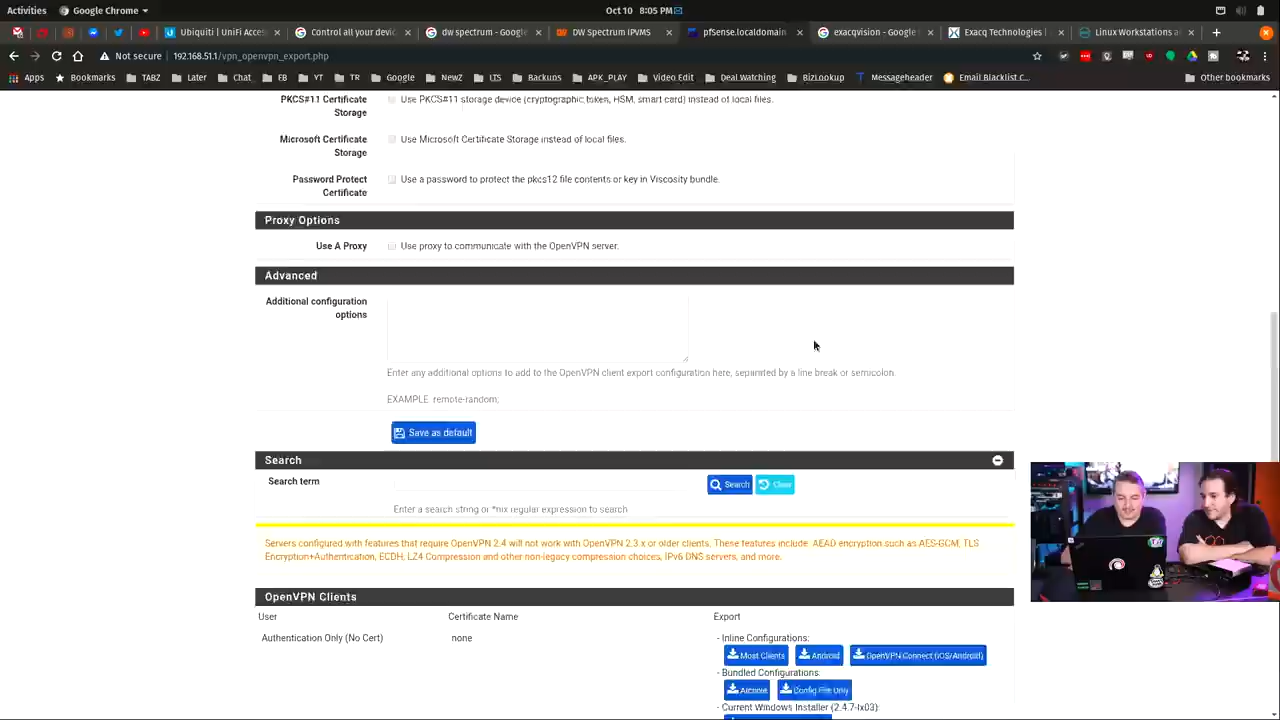 Activities
Google Chrome
Oct 10 8:05 PM
Ubiquiti UniFi Acces
Control all your devic
dw spectrum - Google
DW Spectrum IPVMS
pfSense.localdomain
exacqvision - Google
Exacq Technologies |
Linux Workstations a
Not secure | 192.168.51.1/vpn_openvpn_export.php
Apps
Bookmarks
TABZ
Later
Chat
YT
TR
Google
NewZ
LTS
Backups
APK_PLAY
Video Edit
Deal Watching
BizLookup
Messageheader
Email Blacklist C...
Other bookmarks
PKCS#11 Certificate
Storage
Use PKCS#11 storage device (cryptographic token, HSM, smart card) instead of local files.
Microsoft Certificate
Storage
Use Microsoft Certificate Storage instead of local files.
Password Protect
Certificate
Use a password to protect the pkcs12 file contents or key in Viscosity bundle.
Proxy Options
Use A Proxy
Use proxy to communicate with the OpenVPN server.
Advanced
Additional configuration
options
Enter any additional options to add to the OpenVPN client export configuration here, separated by a line break or semicolon.
EXAMPLE: remote-random;
Save as default
Search
Search term
Search
Clear
Enter a search string or *nix regular expression to search.
Servers configured with features that require OpenVPN 2.4 will not work with OpenVPN 2.3.x or older clients. These features include: AEAD encryption such as AES-GCM, TLS
Encryption+Authentication, ECDH, LZ4 Compression and other non-legacy compression choices, IPv6 DNS servers, and more.
OpenVPN Clients
User
Certificate Name
Export
Authentication Only (No Cert)
none
- Inline Configurations:
Most Clients
Android
OpenVPN Connect (iOS/Android)
- Bundled Configurations:
Archive
Config File Only
- Current Windows Installer (2.4.7-Ix03):